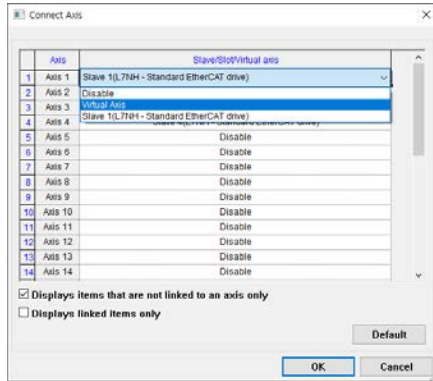 Connect Axis
Axis Slave/Slot/Virtual axis
1 Axis 1 Slave 1(L7NH - Standard EtherCAT drive)
2 Axis 2 Disable
3 Axis 3 Virtual Axis
4 Axis 4 Slave 1(L7NH - Standard EtherCAT drive)
5 Axis 5 Disable
6 Axis 6 Disable
7 Axis 7 Disable
8 Axis 8 Disable
9 Axis 9 Disable
10 Axis 10 Disable
11 Axis 11 Disable
12 Axis 12 Disable
13 Axis 13 Disable
14 Axis 14 Disable
Displays items that are not linked to an axis only
Displays linked items only
Default
OK Cancel